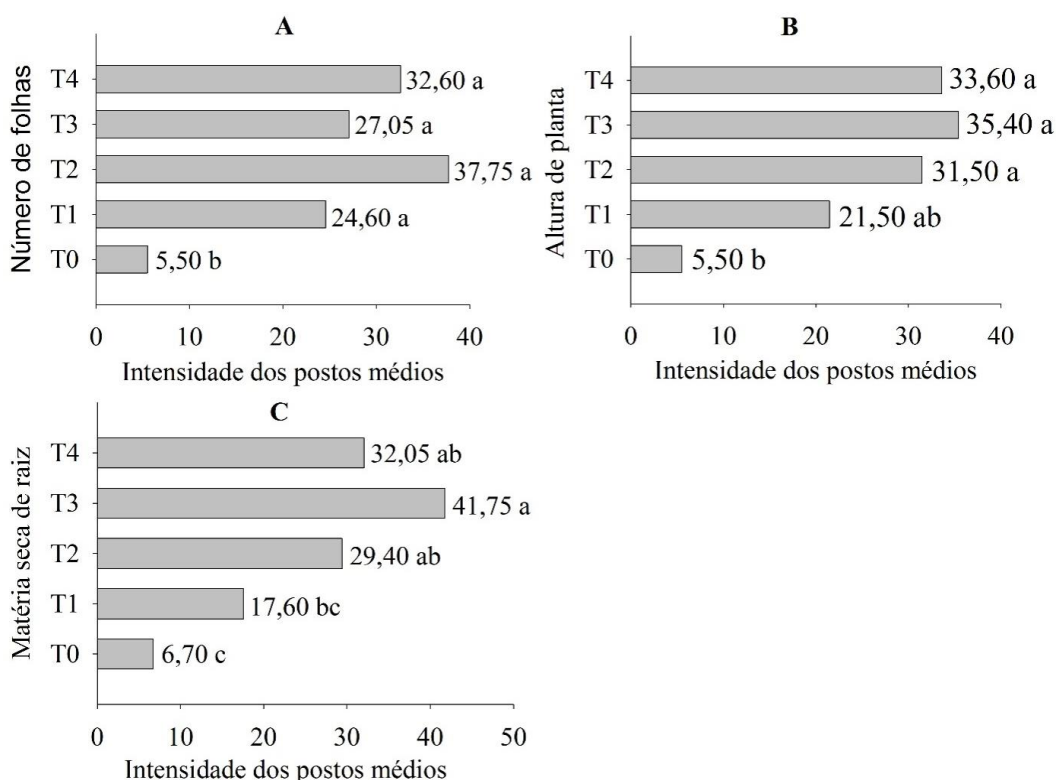 A
Número de folhas
T4
32,60 a
T3
27,05 a
T2
37,75 a
T1
24,60 a
T0
5,50 b
0 10 20 30 40
Intensidade dos postos médios
B
Altura de planta
T4
33,60 a
T3
35,40 a
T2
31,50 a
T1
21,50 ab
T0
5,50 b
0 10 20 30 40
Intensidade dos postos médios
C
Matéria seca de raiz
T4
32,05 ab
T3
41,75 a
T2
29,40 ab
T1
17,60 bc
T0
6,70 c
0 10 20 30 40 50
Intensidade dos postos médios